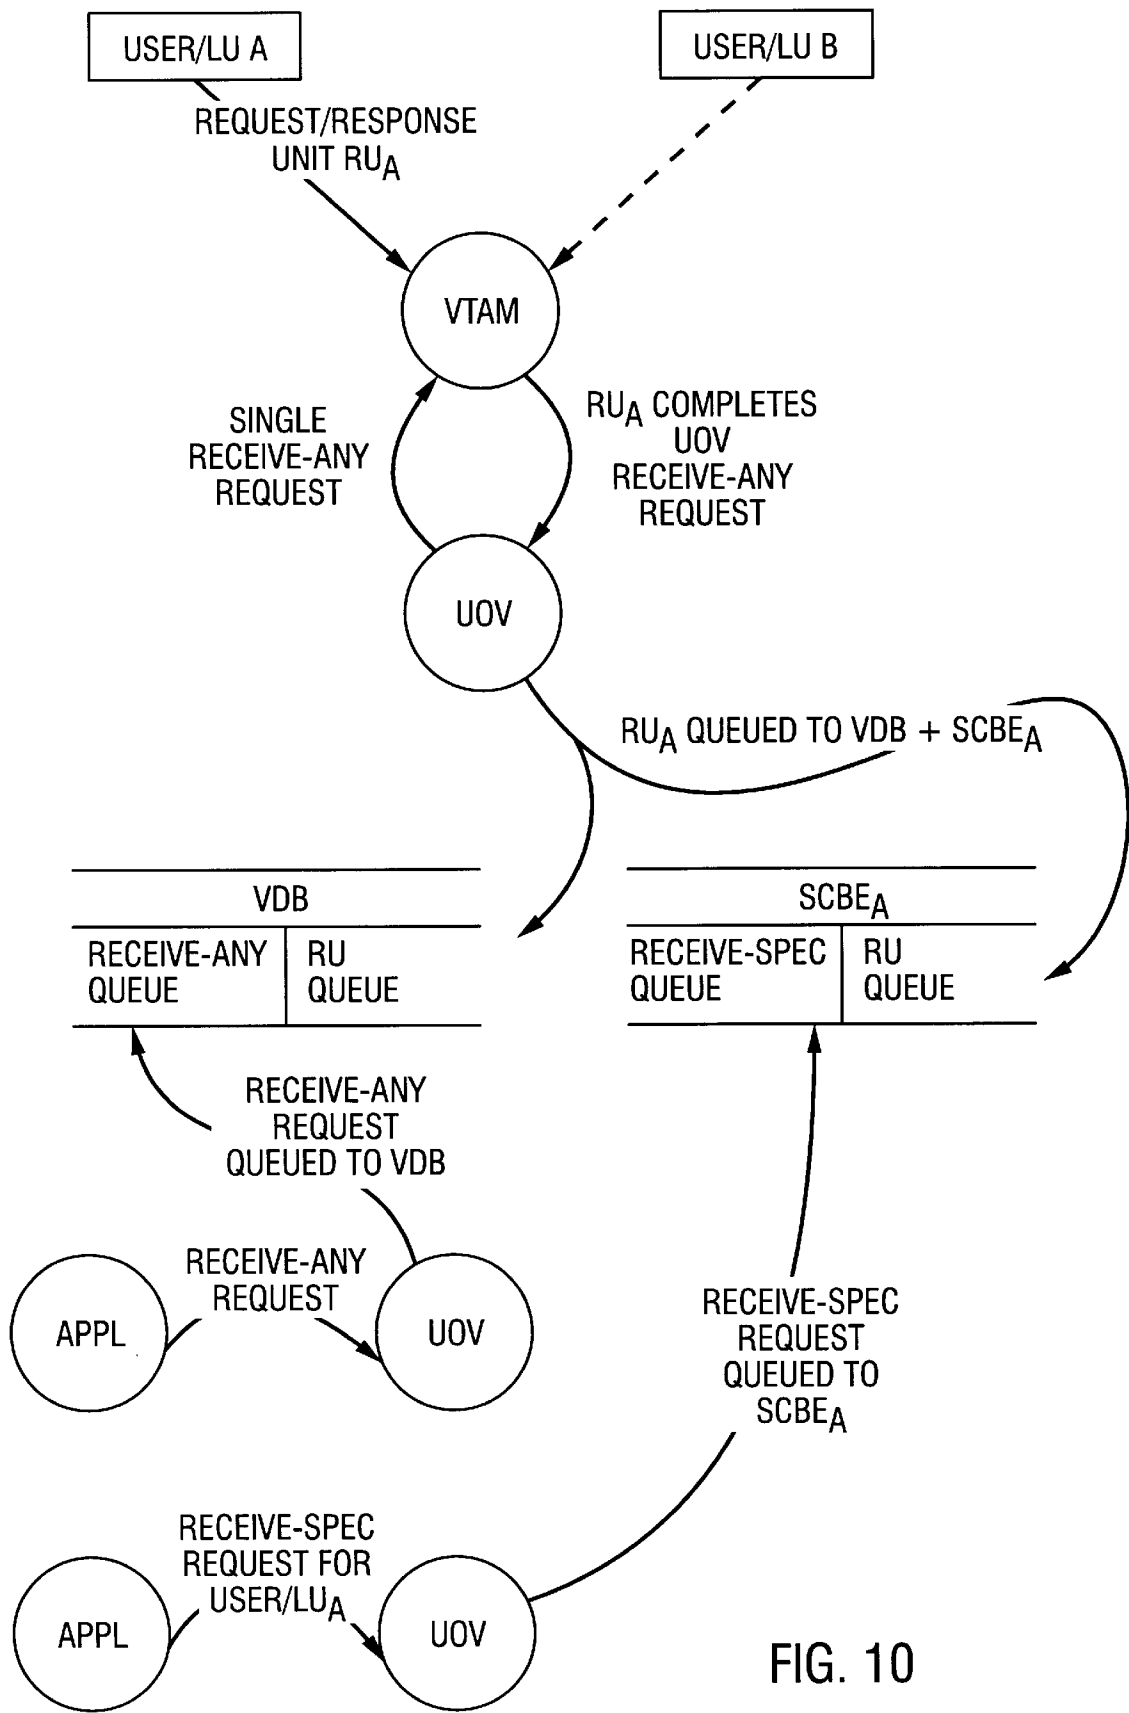 USER/LU A
USER/LU B
REQUEST/RESPONSE
UNIT RUA
VTAM
SINGLE
RECEIVE-ANY
REQUEST
RUA COMPLETES
UOV
RECEIVE-ANY
REQUEST
UOV
RUA QUEUED TO VDB + SCBEA
VDB
RECEIVE-ANY
QUEUE
RU
QUEUE
SCBEA
RECEIVE-SPEC
QUEUE
RU
QUEUE
RECEIVE-ANY
REQUEST
QUEUED TO VDB
APPL
RECEIVE-ANY
REQUEST
UOV
RECEIVE-SPEC
REQUEST
QUEUED TO
SCBEA
APPL
RECEIVE-SPEC
REQUEST FOR
USER/LUA
UOV
FIG. 10